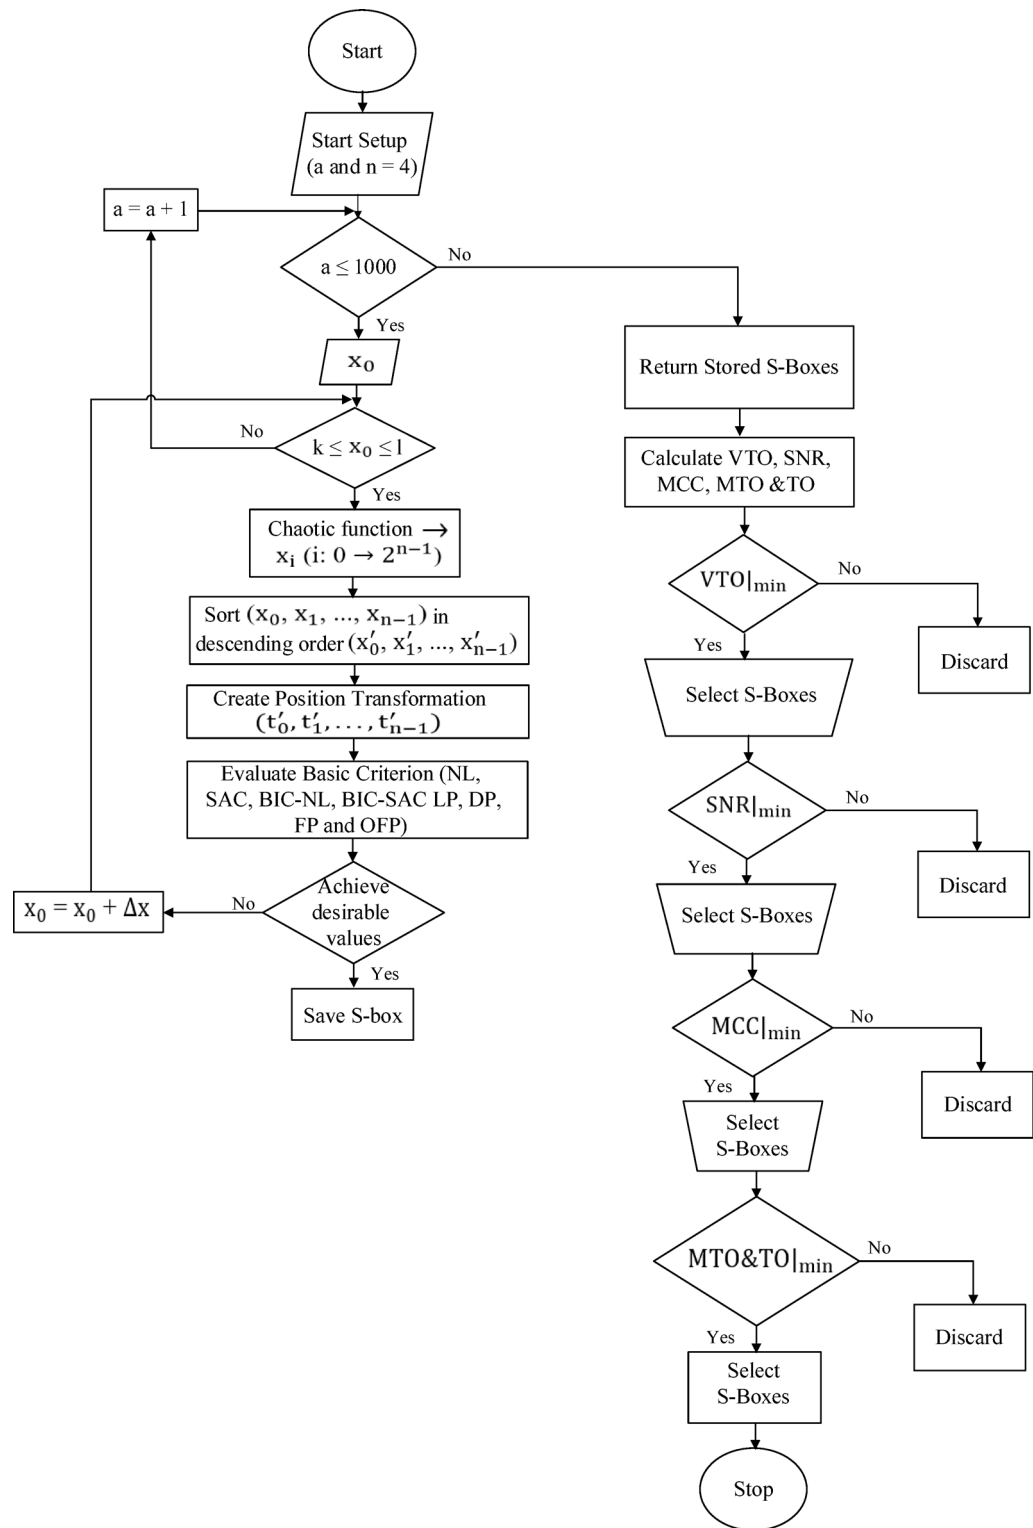 Start
Start Setup
(a and n = 4)
a = a + 1
a ≤ 1000
No
Yes
x₀
No
k ≤ x₀ ≤ l
Yes
Chaotic function →
xᵢ (i: 0 → 2ⁿ⁻¹)
Sort (x₀, x₁, ..., xₙ₋₁) in
descending order (x′₀, x′₁, ..., x′ₙ₋₁)
Create Position Transformation
(t′₀, t′₁, . . . , t′ₙ₋₁)
Evaluate Basic Criterion (NL,
SAC, BIC-NL, BIC-SAC LP, DP,
FP and OFP)
Achieve
desirable
values
No
x₀ = x₀ + Δx
Yes
Save S-box
Return Stored S-Boxes
Calculate VTO, SNR,
MCC, MTO &TO
VTO|min
No
Discard
Yes
Select S-Boxes
SNR|min
No
Discard
Yes
Select S-Boxes
MCC|min
No
Discard
Yes
Select
S-Boxes
MTO&TO|min
No
Discard
Yes
Select
S-Boxes
Stop